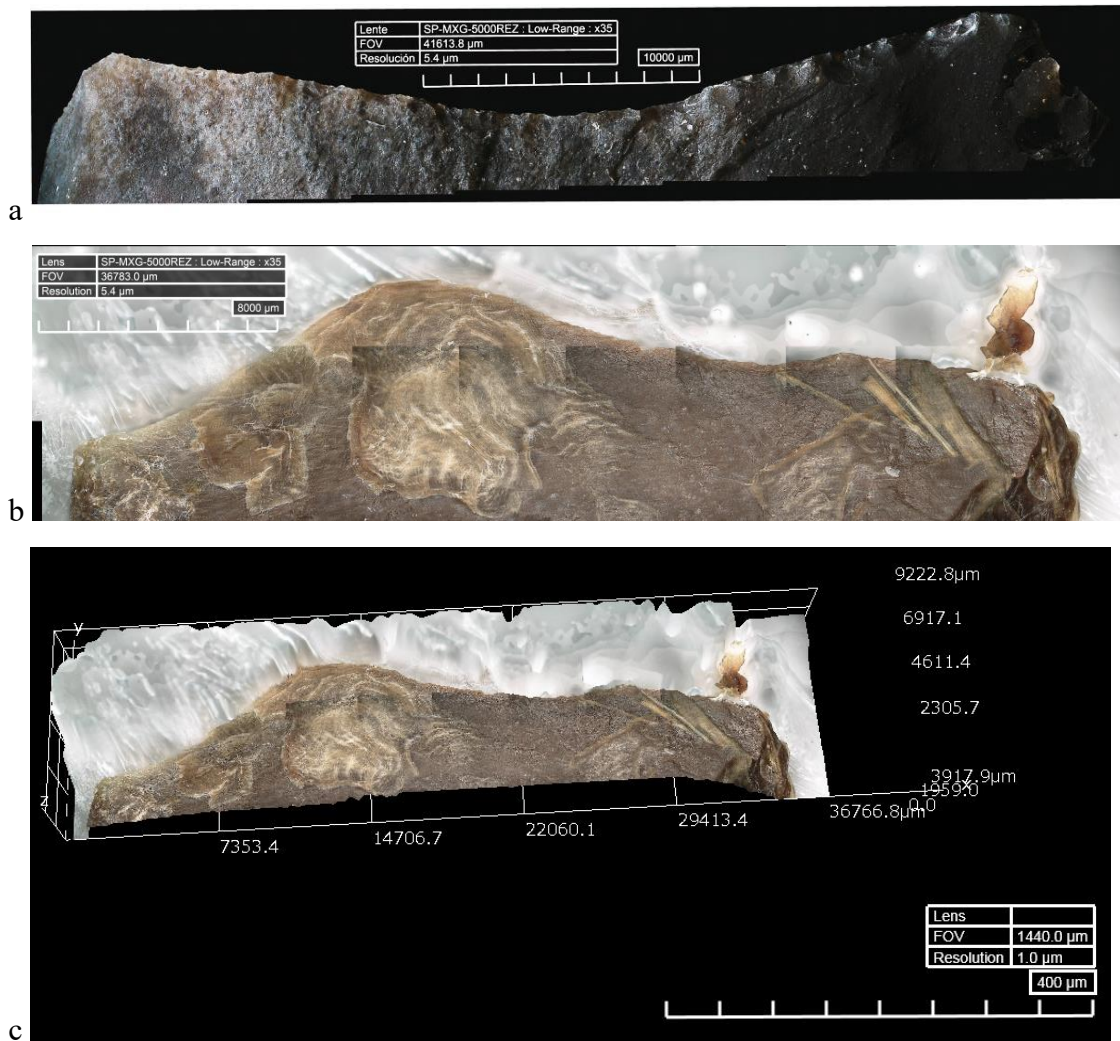 Lente SP-MXG-5000REZ : Low-Range : x35
FOV 41613.8 µm
Resolución 5.4 µm
10000 µm
a
Lens SP-MXG-5000REZ : Low-Range : x35
FOV 36783.0 µm
Resolution 5.4 µm
8000 µm
b
9222.8µm
6917.1
4611.4
2305.7
y
z
3917.9µm
x
1959.0
0.0
36766.8µm
29413.4
22060.1
14706.7
7353.4
Lens
FOV 1440.0 µm
Resolution 1.0 µm
400 µm
c